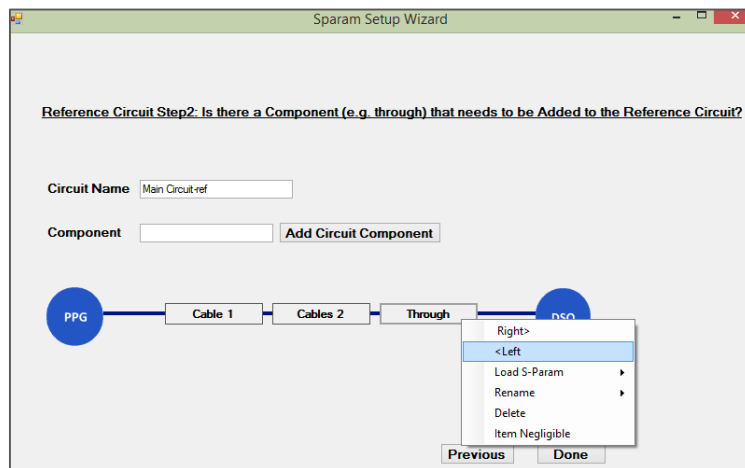 Sparam Setup Wizard
Reference Circuit Step2: Is there a Component (e.g. through) that needs to be Added to the Reference Circuit?
Circuit Name Main Circuit-ref
Component Add Circuit Component
PPG Cable 1 Cables 2 Through DSO
Right>
<Left
Load S-Param
Rename
Delete
Item Negligible
Previous Done